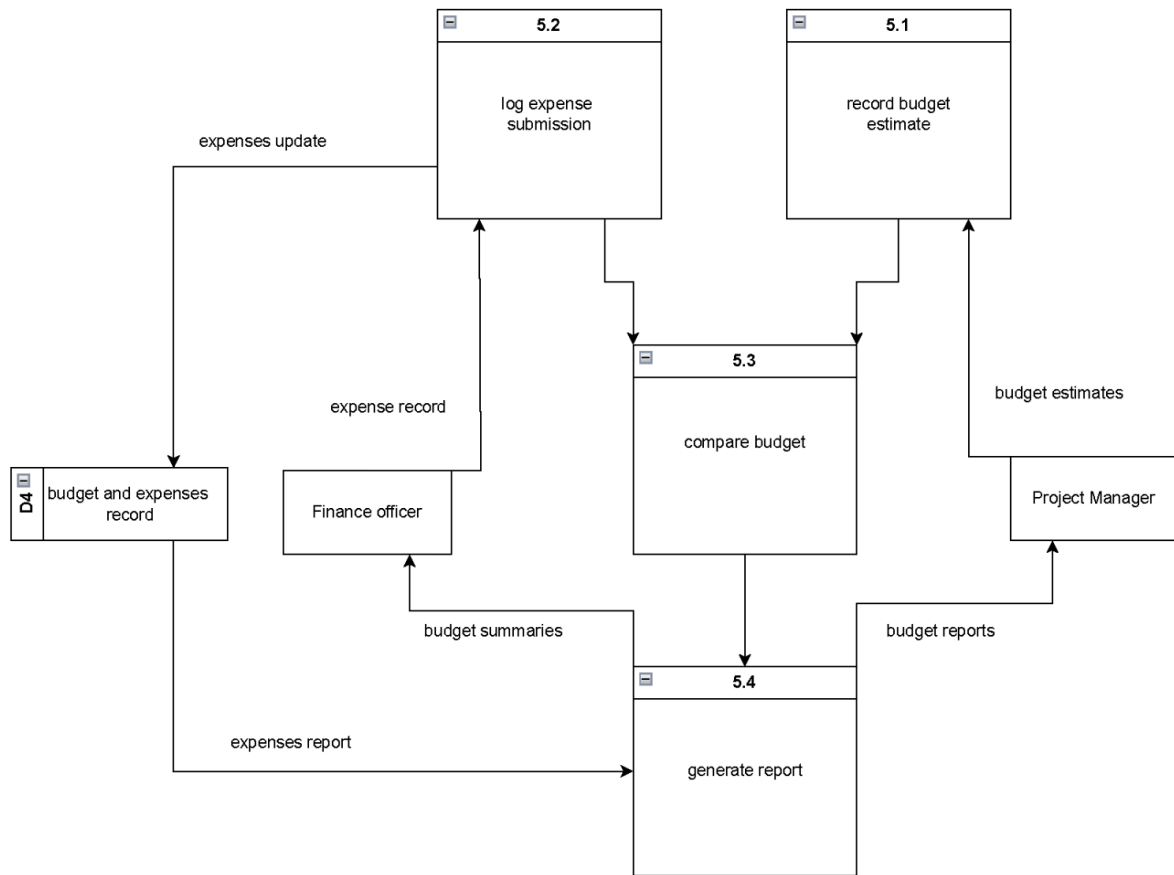 5.2
5.1
log expense
submission
record budget
estimate
expenses update
5.3
budget estimates
expense record
compare budget
D4
budget and expenses
record
Finance officer
Project Manager
budget summaries
budget reports
5.4
expenses report
generate report